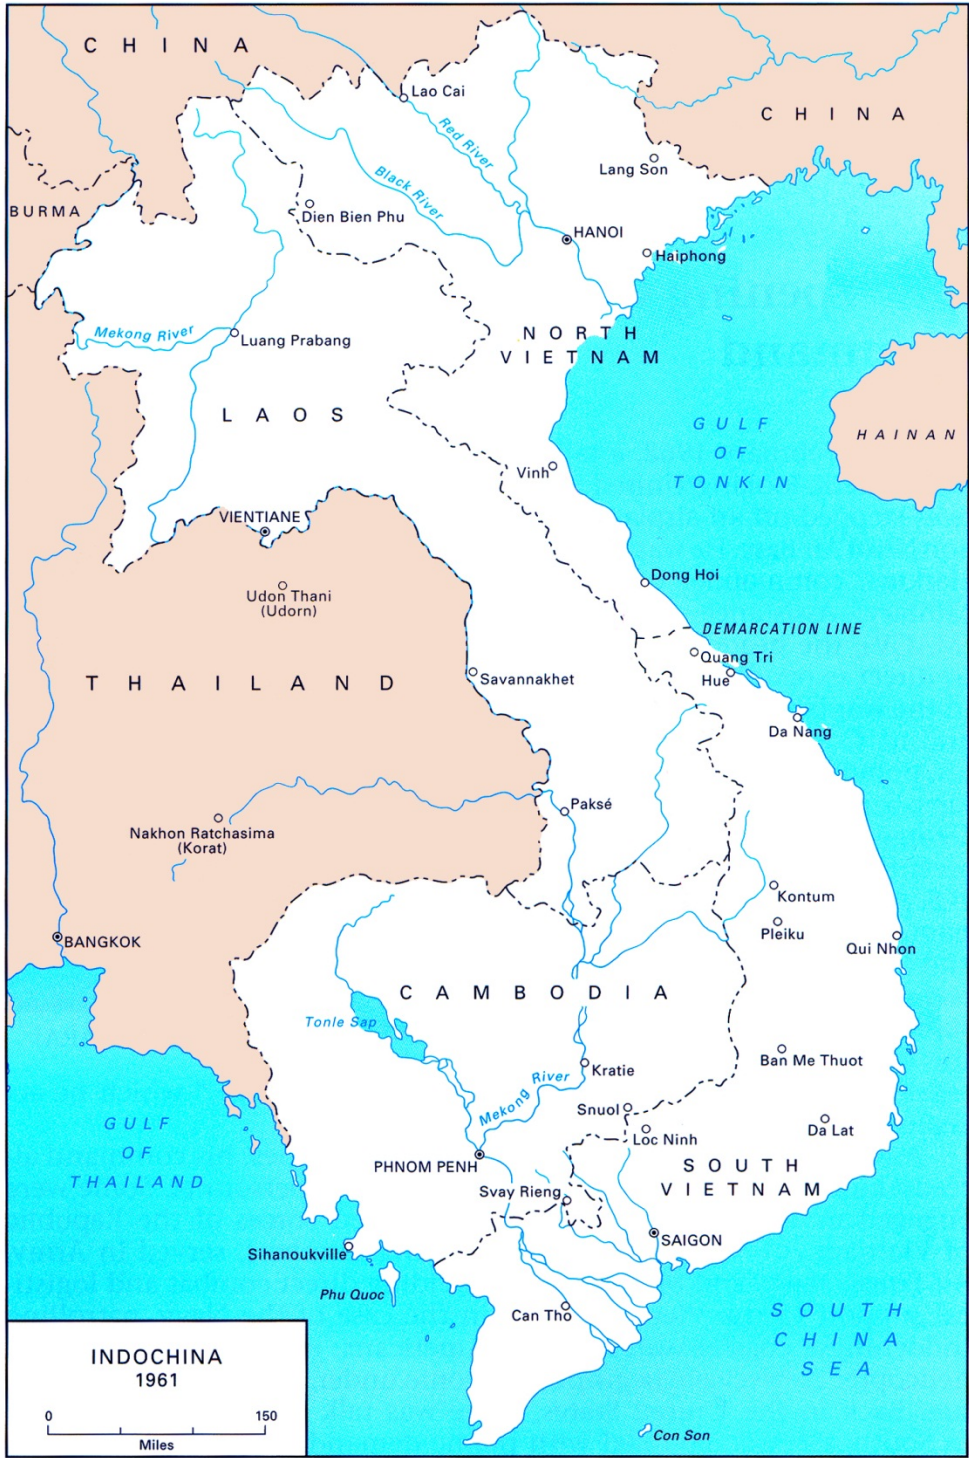 CHINA
Lao Cai
CHINA
Red River
Lang Son
Black River
BURMA
Dien Bien Phu
HANOI
Haiphong
Mekong River
Luang Prabang
NORTH
VIETNAM
LAOS
GULF
OF
TONKIN
HAINAN
Vinh
VIENTIANE
Dong Hoi
Udon Thani
(Udorn)
DEMARCATION LINE
Quang Tri
Hue
THAILAND
Savannakhet
Da Nang
Paksé
Nakhon Ratchasima
(Korat)
Kontum
Pleiku
Qui Nhon
BANGKOK
CAMBODIA
Tonle Sap
Ban Me Thuot
Kratie
Mekong River
Snuol
Loc Ninh
Da Lat
GULF
OF
THAILAND
PHNOM PENH
SOUTH
VIETNAM
Svay Rieng
SAIGON
Sihanoukville
Phu Quoc
Can Tho
SOUTH
CHINA
SEA
INDOCHINA
1961
0 150
Miles
Con Son